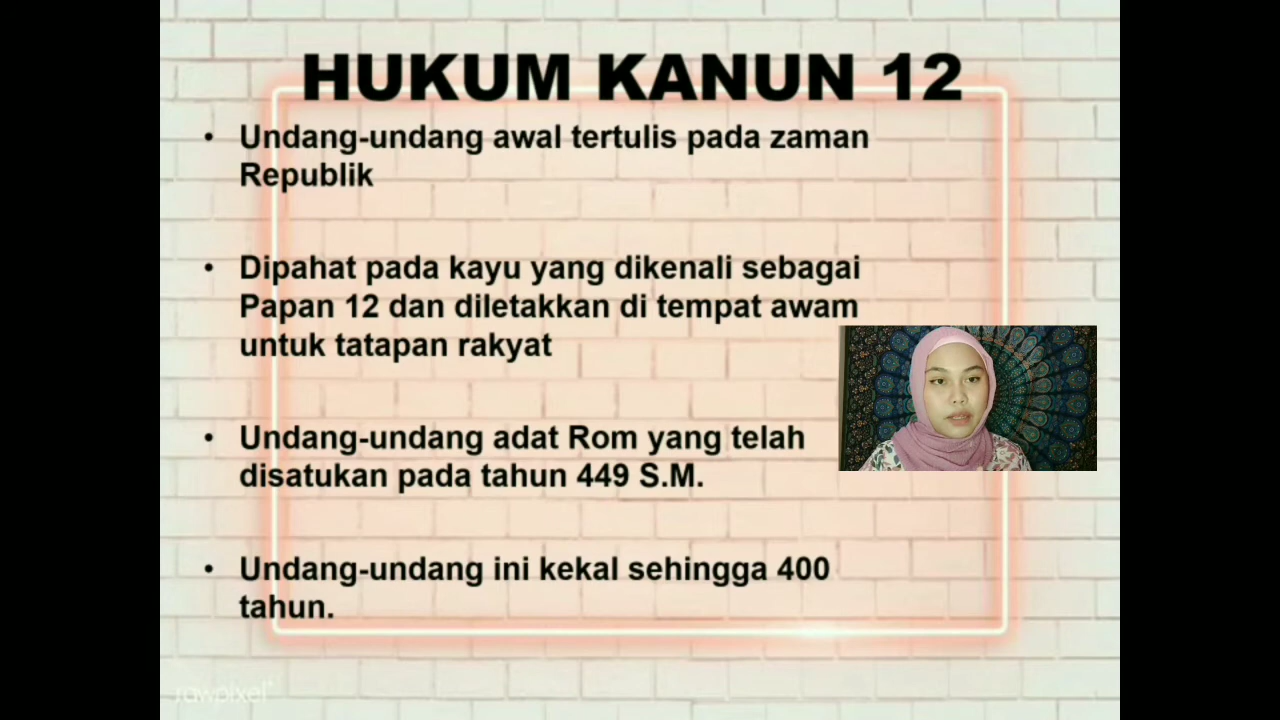 HUKUM KANUN 12
• Undang-undang awal tertulis pada zaman
Republik
• Dipahat pada kayu yang dikenali sebagai
Papan 12 dan diletakkan di tempat awam
untuk tatapan rakyat
• Undang-undang adat Rom yang telah
disatukan pada tahun 449 S.M.
• Undang-undang ini kekal sehingga 400
tahun.
rawpixel